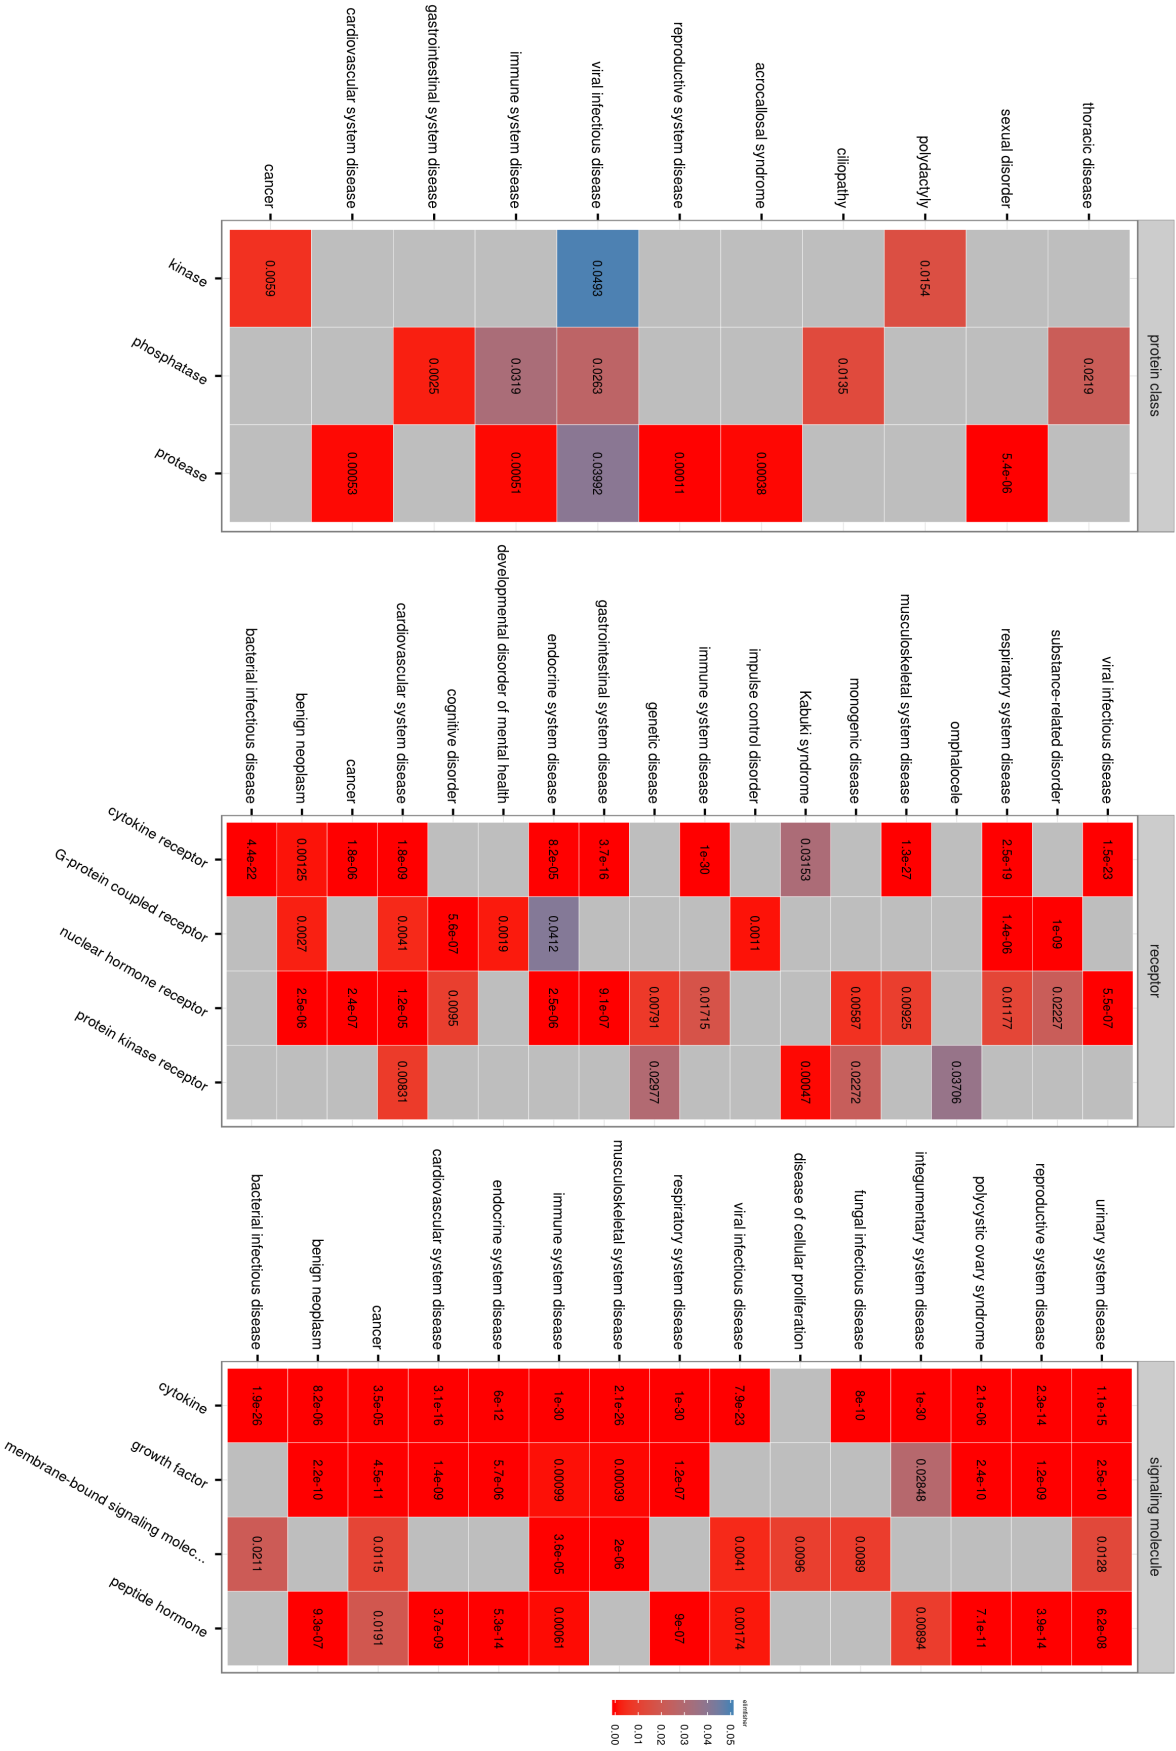 protein class
thoracic disease
sexual disorder
polydactyly
ciliopathy
acrocallosal syndrome
reproductive system disease
viral infectious disease
immune system disease
gastrointestinal system disease
cardiovascular system disease
cancer
0.0219
5.4e-06
0.0154
0.0135
0.00038
0.00011
0.0493 0.0263 0.03992
0.0319 0.00051
0.0025
0.00053
0.0059
kinase
phosphatase
protease
receptor
viral infectious disease
substance-related disorder
respiratory system disease
omphalocele
musculoskeletal system disease
monogenic disease
Kabuki syndrome
impulse control disorder
immune system disease
genetic disease
gastrointestinal system disease
endocrine system disease
developmental disorder of mental health
cognitive disorder
cardiovascular system disease
cancer
benign neoplasm
bacterial infectious disease
1.5e-23 5.5e-07
1e-09 0.02227
2.5e-19 1.4e-06 0.01177
0.03706
1.3e-27 0.00925
0.00587 0.02272
0.03153 0.00047
0.0011
1e-30 0.01715
0.00791 0.02977
3.7e-16 9.1e-07
8.2e-05 0.0412 2.5e-06
0.0019
5.6e-07 0.0095
1.8e-09 0.0041 1.2e-05 0.00831
1.8e-06 2.4e-07
0.00125 0.0027 2.5e-06
4.4e-22
cytokine receptor
G-protein coupled receptor
nuclear hormone receptor
protein kinase receptor
signaling molecule
urinary system disease
reproductive system disease
polycystic ovary syndrome
integumentary system disease
fungal infectious disease
disease of cellular proliferation
viral infectious disease
respiratory system disease
musculoskeletal system disease
immune system disease
endocrine system disease
cardiovascular system disease
cancer
benign neoplasm
bacterial infectious disease
1.1e-15 2.5e-10 0.0128 6.2e-08
2.3e-14 1.2e-09 3.9e-14
2.1e-06 2.4e-10 7.1e-11
1e-30 0.02848 0.00894
8e-10 0.0089
0.0096
7.9e-23 0.0041 0.00174
1e-30 1.2e-07 9e-07
2.1e-26 0.00039 2e-06
1e-30 0.00099 3.6e-05 0.00061
6e-12 5.7e-06 5.3e-14
3.1e-16 1.4e-09 3.7e-09
3.5e-05 4.5e-11 0.0115 0.0191
8.2e-06 2.2e-10 9.3e-07
1.9e-26 0.0211
cytokine
growth factor
membrane-bound signaling molec...
peptide hormone
elimfisher
0.05
0.04
0.03
0.02
0.01
0.00